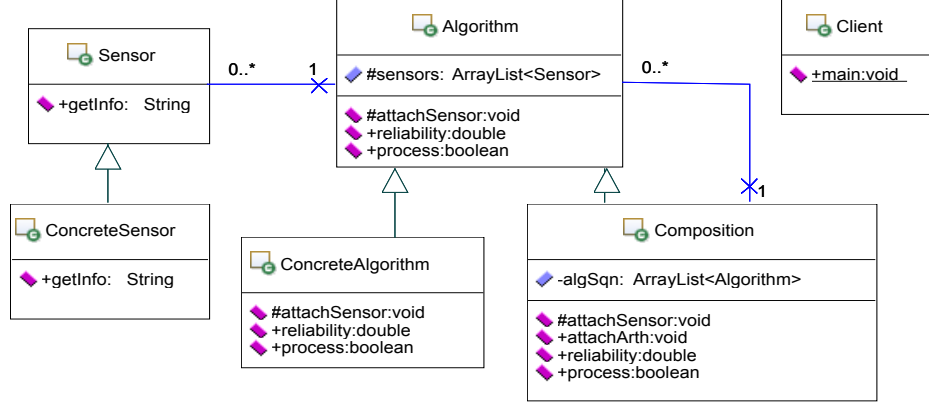 Sensor
+getInfo: String
0..*
1
Algorithm
#sensors: ArrayList<Sensor>
#attachSensor:void
+reliability:double
+process:boolean
0..*
1
Client
+main:void
ConcreteSensor
+getInfo: String
ConcreteAlgorithm
#attachSensor:void
+reliability:double
+process:boolean
Composition
-algSqn: ArrayList<Algorithm>
#attachSensor:void
+attachArth:void
+reliability:double
+process:boolean